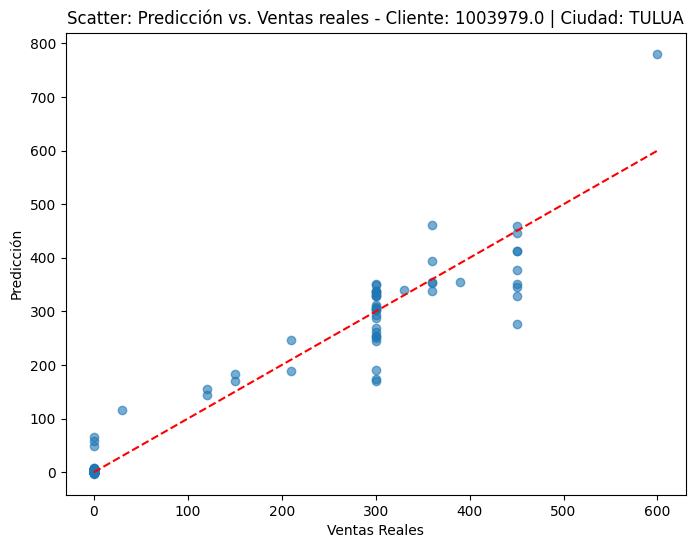 Scatter: Predicción vs. Ventas reales - Cliente: 1003979.0 | Ciudad: TULUA
800
700
600
500
400
300
200
100
0
Predicción
0 100 200 300 400 500 600
Ventas Reales